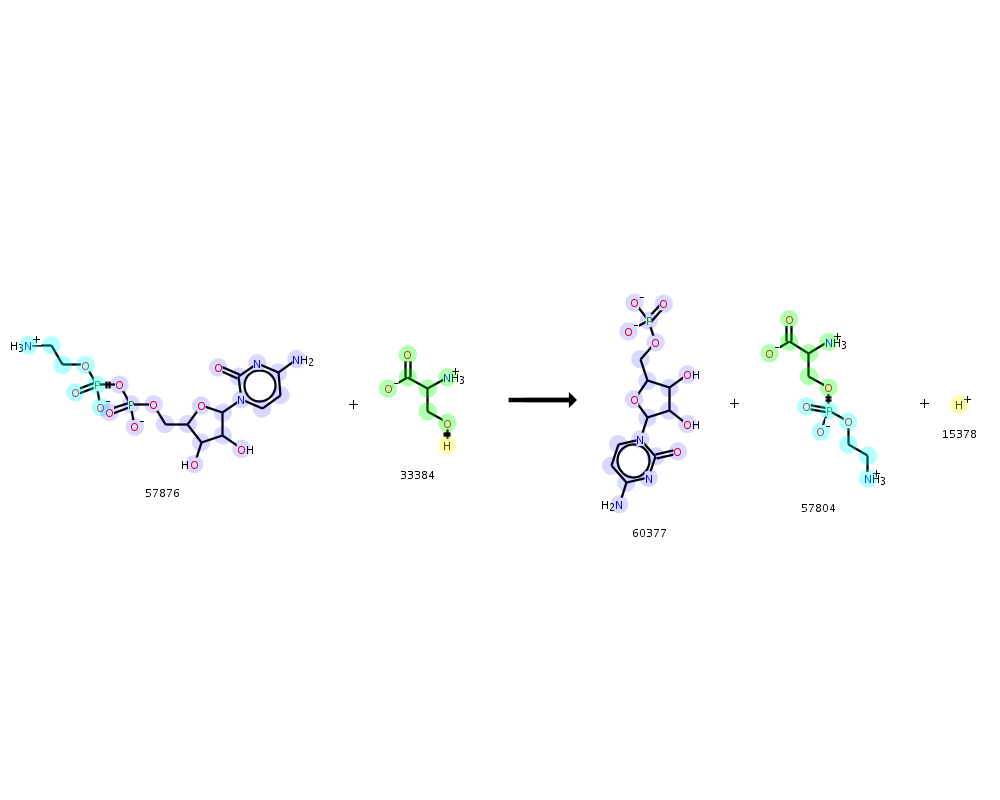 H3N+ O O P O O- O P O O- O O O N N NH2 HO OH
57876
+
O O- NH3+ O H
33384
O- O O- P O O OH OH N O N H2N
60377
+
O O- NH3+ O O P O O- NH3+
57804
+
H+
15378